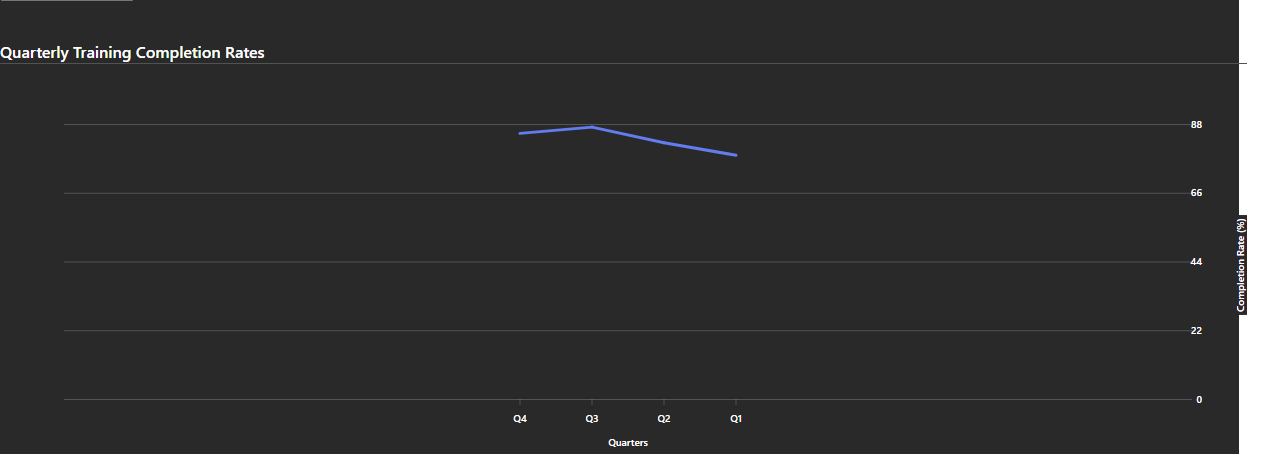 Quarterly Training Completion Rates
88
66
44
22
0
Completion Rate (%)
Q4 Q3 Q2 Q1
Quarters